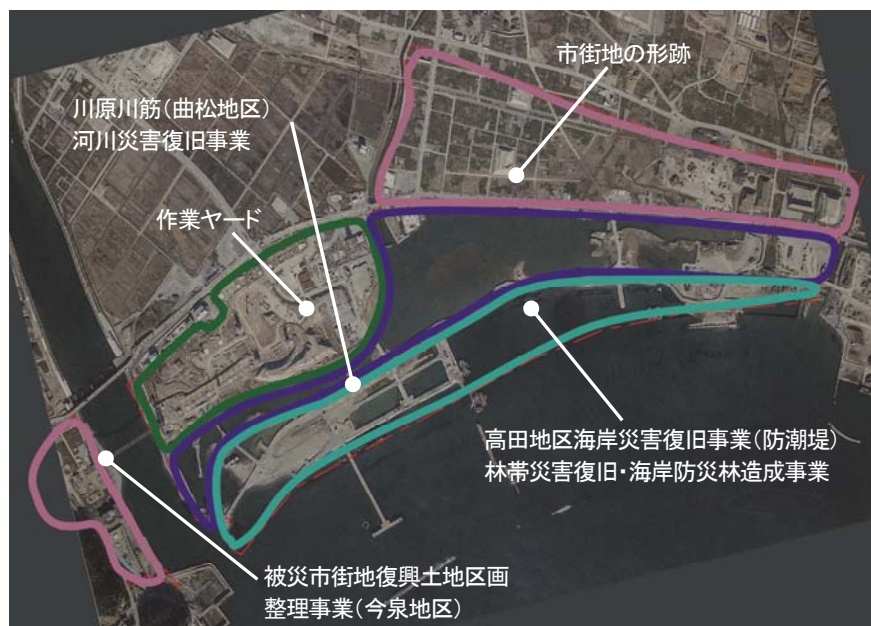 市街地の形跡
川原川筋（曲松地区）
河川災害復旧事業
作業ヤード
高田地区海岸災害復旧事業（防潮堤）
林帯災害復旧・海岸防災林造成事業
被災市街地復興土地区画
整理事業（今泉地区）